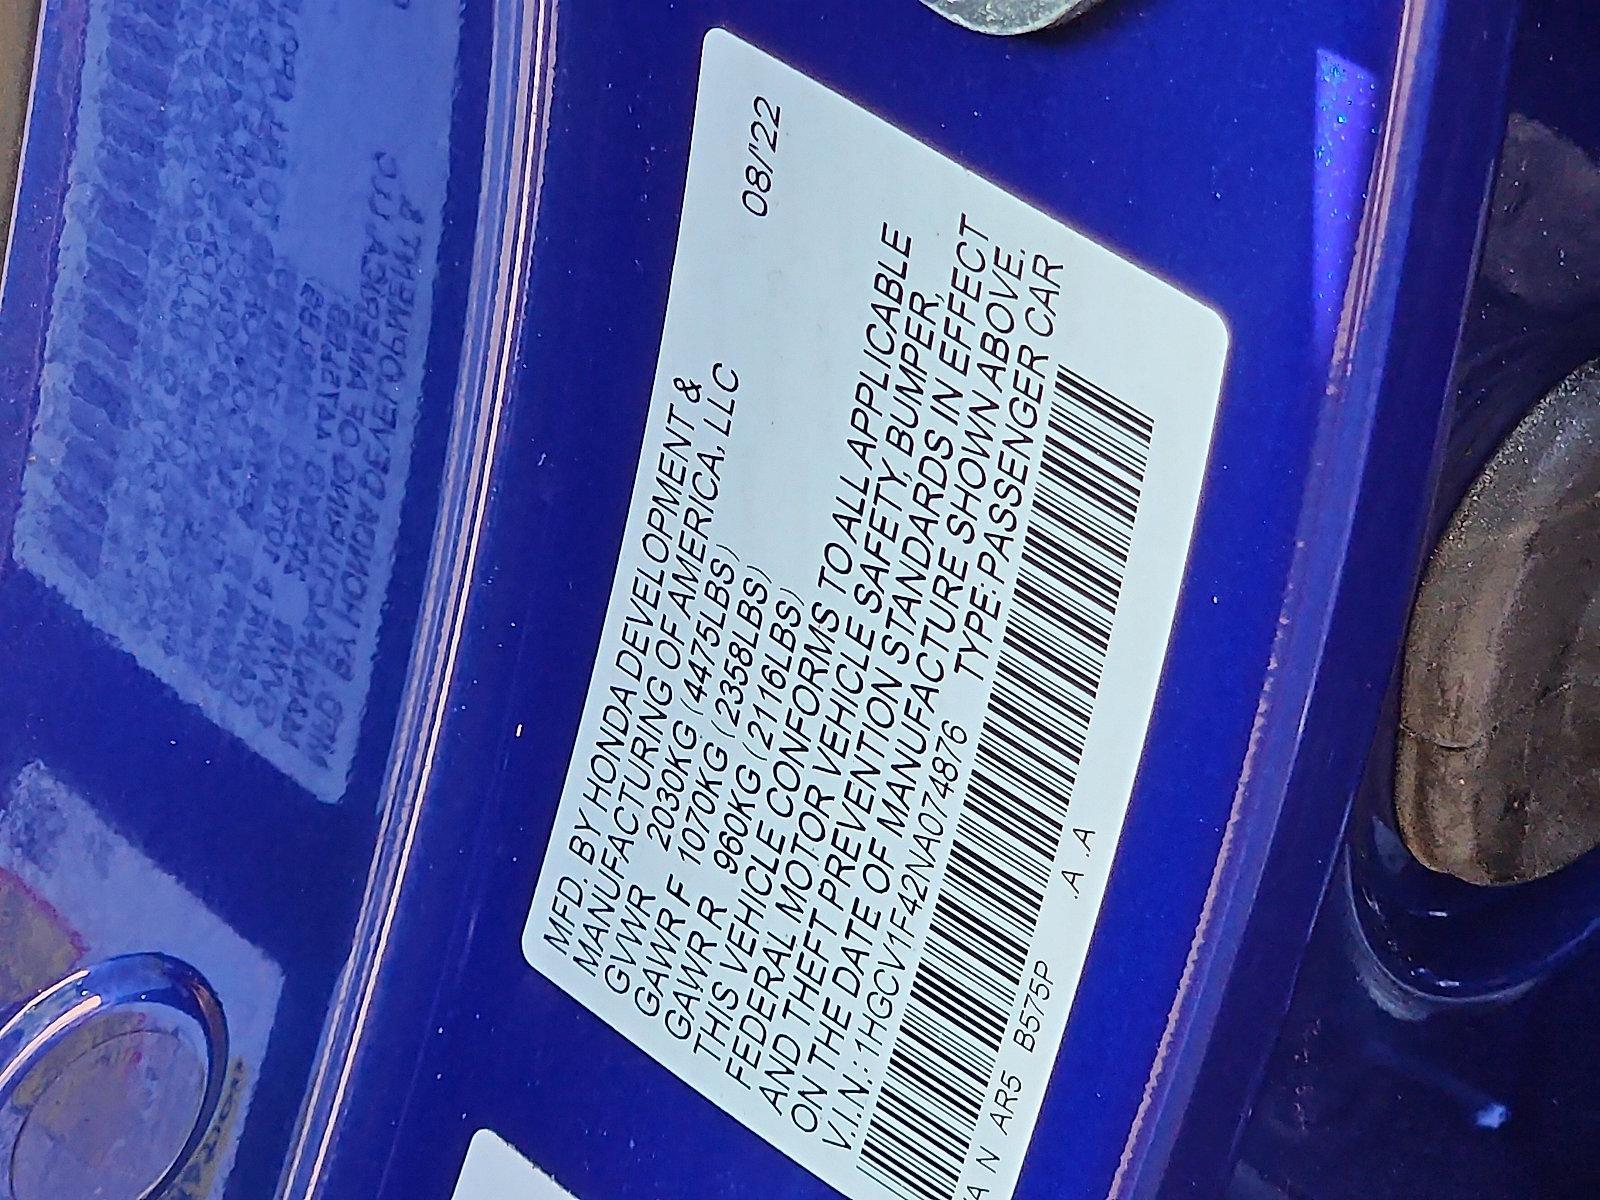 MFD. BY HONDA DEVELOPMENT &
MANUFACTURING OF AMERICA, LLC 08/'22
GVWR 2030KG (4475LBS)
GAWR F 1070KG (2358LBS)
GAWR R 960KG (2116LBS)
THIS VEHICLE CONFORMS TO ALL APPLICABLE
FEDERAL MOTOR VEHICLE SAFETY, BUMPER,
AND THEFT PREVENTION STANDARDS IN EFFECT
ON THE DATE OF MANUFACTURE SHOWN ABOVE.
V.I.N.: 1HGCV1F42NA074876 TYPE: PASSENGER CAR
N AR5 B575P .A .A